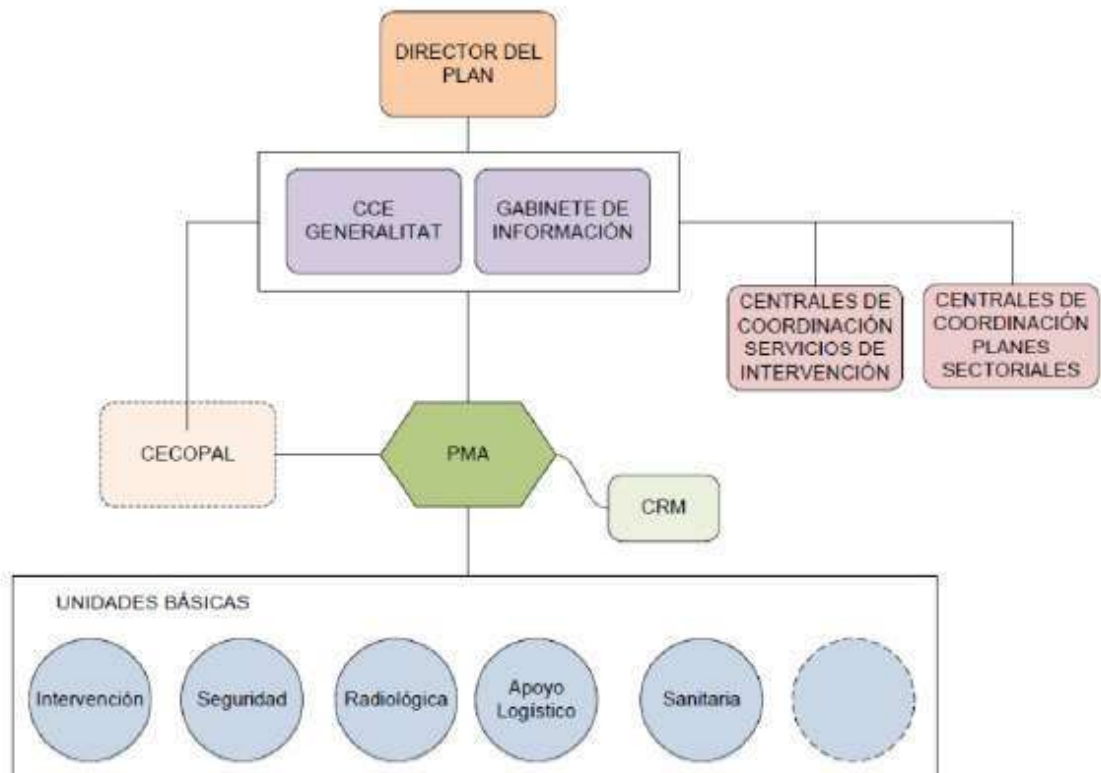 DIRECTOR DEL
PLAN
CCE
GENERALITAT
GABINETE DE
INFORMACIÓN
CENTRALES DE
COORDINACIÓN
SERVICIOS DE
INTERVENCIÓN
CENTRALES DE
COORDINACIÓN
PLANES
SECTORIALES
CECOPAL
PMA
CRM
UNIDADES BÁSICAS
Intervención
Seguridad
Radiológica
Apoyo
Logístico
Sanitaria